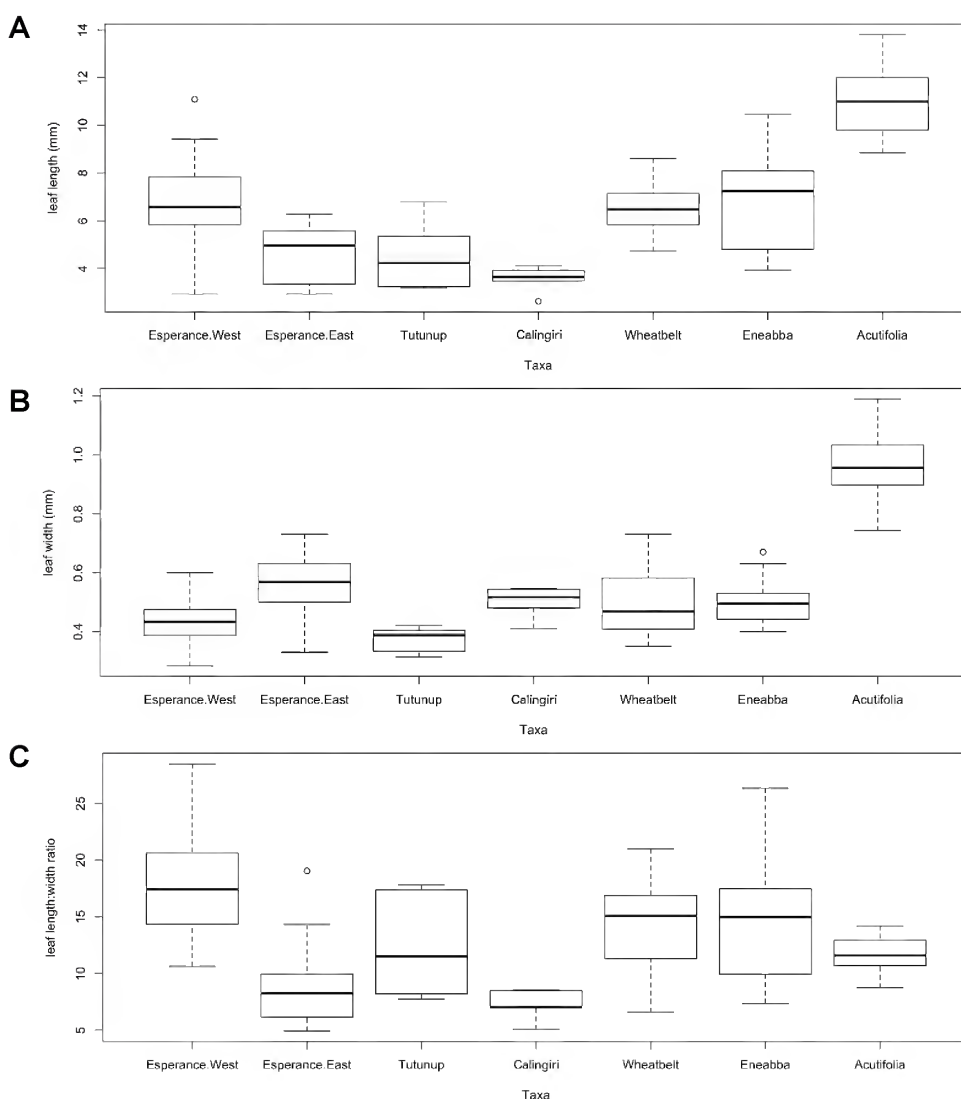 A
leaf length (mm)
14
12
10
8
6
4
Esperance.West Esperance.East Tutunup Calingiri Wheatbelt Eneabba Acutifolia
Taxa
B
leaf width (mm)
1.2
1.0
0.8
0.6
0.4
Esperance.West Esperance.East Tutunup Calingiri Wheatbelt Eneabba Acutifolia
Taxa
C
leaf length:width ratio
25
20
15
10
5
Esperance.West Esperance.East Tutunup Calingiri Wheatbelt Eneabba Acutifolia
Taxa